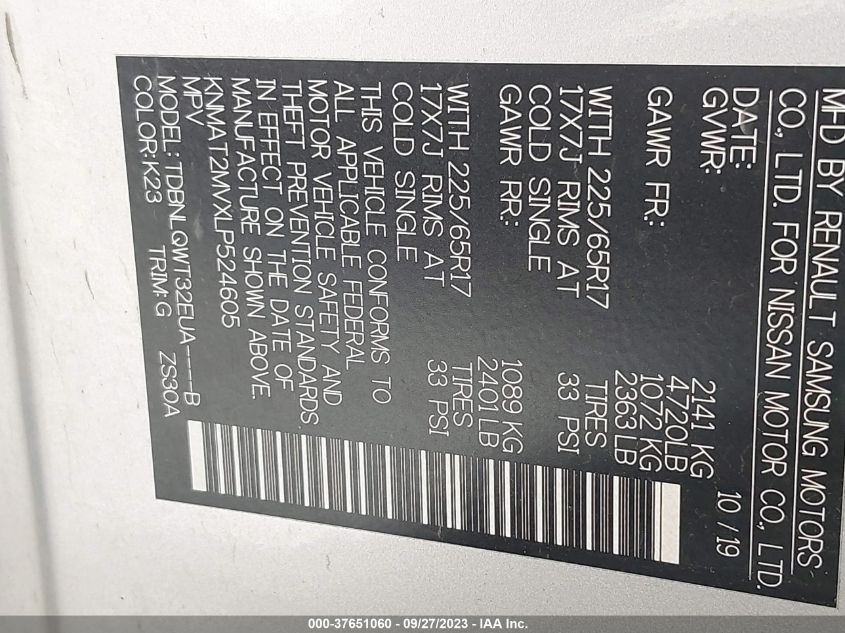 MFD BY RENAULT SAMSUNG MOTORS
CO., LTD. FOR NISSAN MOTOR CO., LTD.
DATE: 10 / 19
GVWR: 2141 KG
4720LB
GAWR FR: 1072 KG
2363 LB
WITH 225/65R17 TIRES
17X7J RIMS AT 33 PSI
COLD SINGLE
GAWR RR: 1089 KG
2401 LB
WITH 225/65R17 TIRES
17X7J RIMS AT 33 PSI
COLD SINGLE
THIS VEHICLE CONFORMS TO
ALL APPLICABLE FEDERAL
MOTOR VEHICLE SAFETY AND
THEFT PREVENTION STANDARDS
IN EFFECT ON THE DATE OF
MANUFACTURE SHOWN ABOVE.
KNMAT2MVXLP524605
MPV
MODEL: TDBNLQWT32EUA----B
COLOR: K23 TRIM: G ZS30A
000-37651060 - 09/27/2023 - IAA Inc.